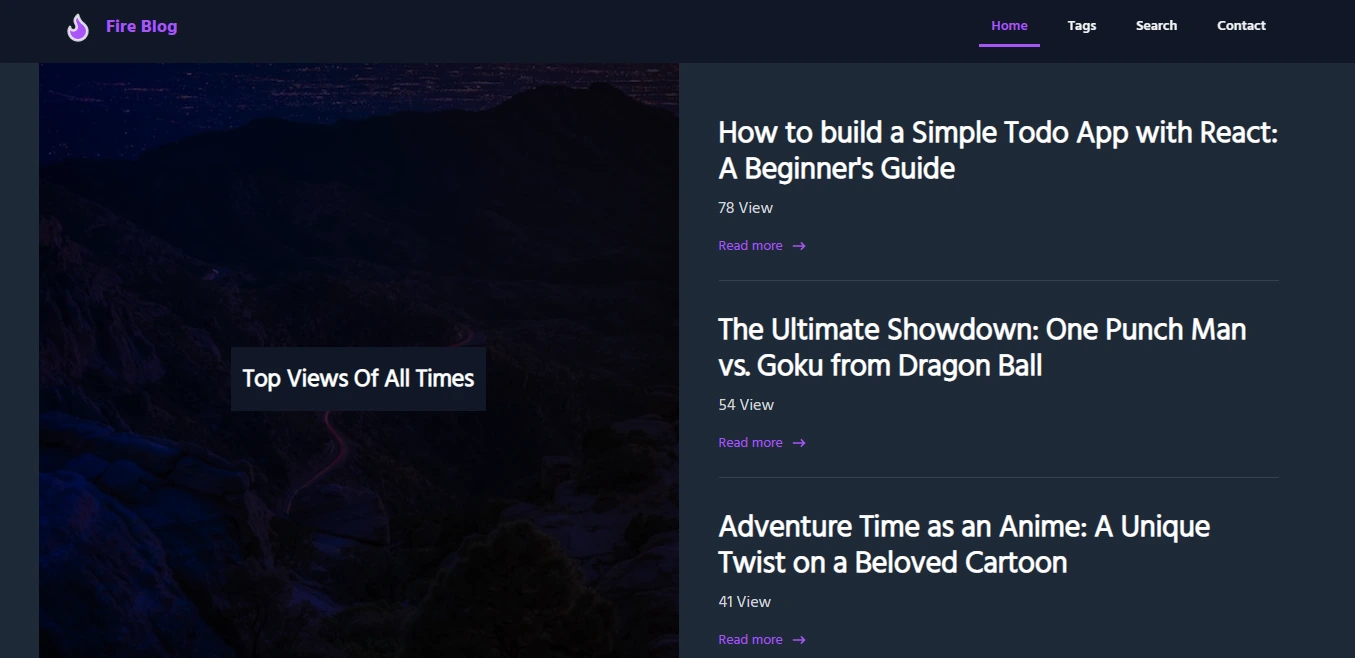 Fire Blog
Home Tags Search Contact
Top Views Of All Times
How to build a Simple Todo App with React:
A Beginner's Guide
78 View
Read more →
The Ultimate Showdown: One Punch Man
vs. Goku from Dragon Ball
54 View
Read more →
Adventure Time as an Anime: A Unique
Twist on a Beloved Cartoon
41 View
Read more →